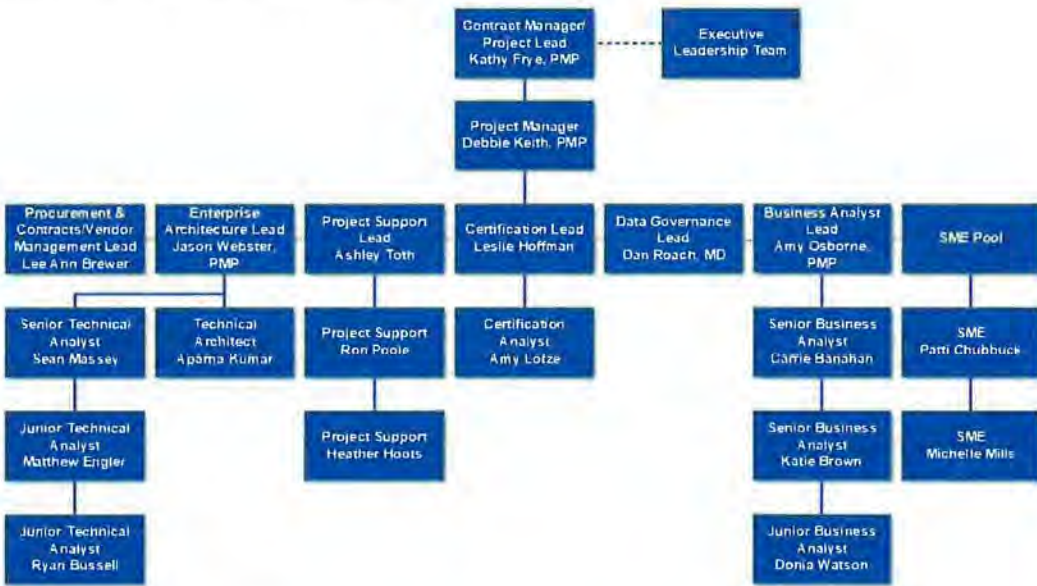 Contract Manager/
Project Lead
Kathy Frye, PMP
Executive
Leadership Team
Project Manager
Debbie Keith, PMP
Procurement &
Contracts/Vendor
Management Lead
Lee Ann Brewer
Enterprise
Architecture Lead
Jason Webster,
PMP
Project Support
Lead
Ashley Toth
Certification Lead
Leslie Hoffman
Data Governance
Lead
Dan Roach, MD
Business Analyst
Lead
Amy Osborne,
PMP
SME Pool
Senior Technical
Analyst
Sean Massey
Technical
Architect
Aparna Kumar
Project Support
Ron Poole
Certification
Analyst
Amy Lotze
Senior Business
Analyst
Carrie Banahan
SME
Patti Chubbuck
Junior Technical
Analyst
Matthew Engler
Project Support
Heather Hoots
Senior Business
Analyst
Katie Brown
SME
Michelle Mills
Junior Technical
Analyst
Ryan Bussell
Junior Business
Analyst
Donia Watson